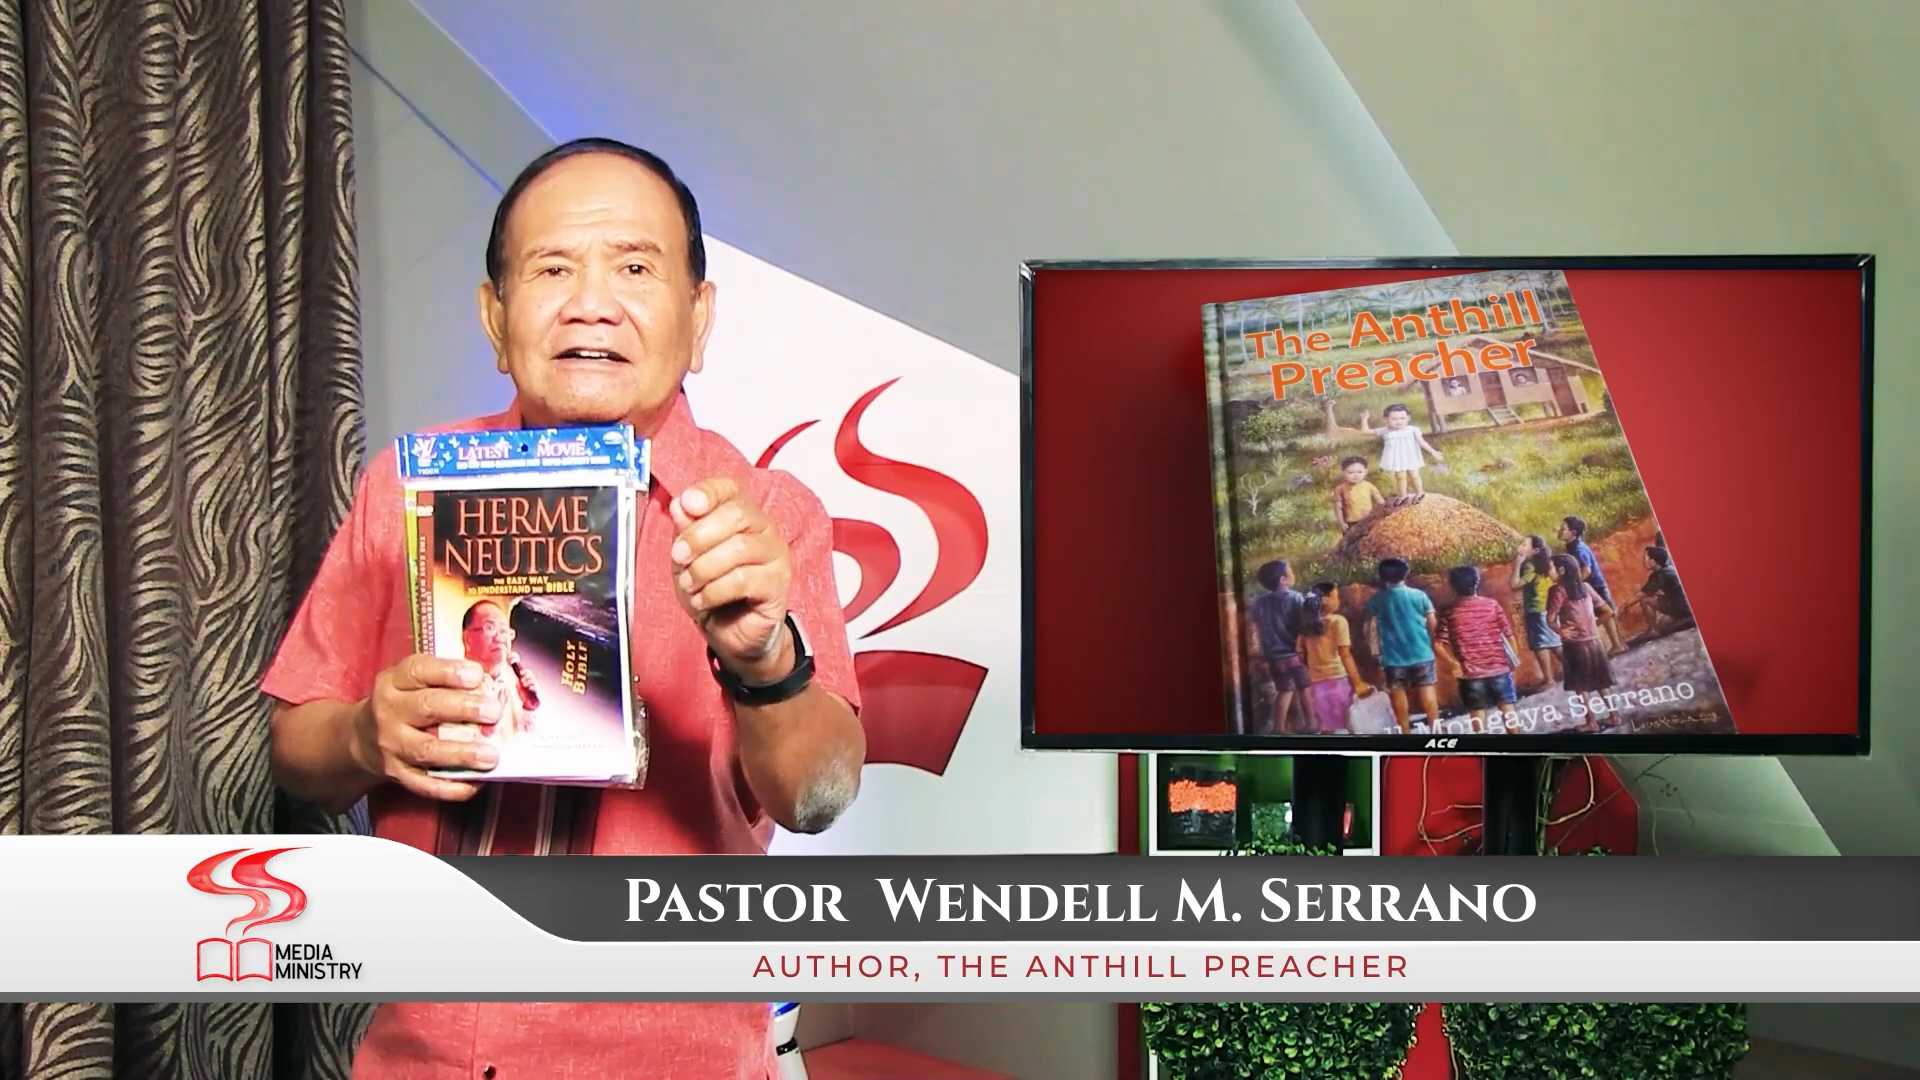 LATEST MOVIE
HERME
NEUTICS
THE EASY WAY
TO UNDERSTAND THE BIBLE
HOLY
BIBLE
The Anthill
Preacher
Mongaya Serrano
ACE
PASTOR WENDELL M. SERRANO
MEDIA
MINISTRY
AUTHOR, THE ANTHILL PREACHER